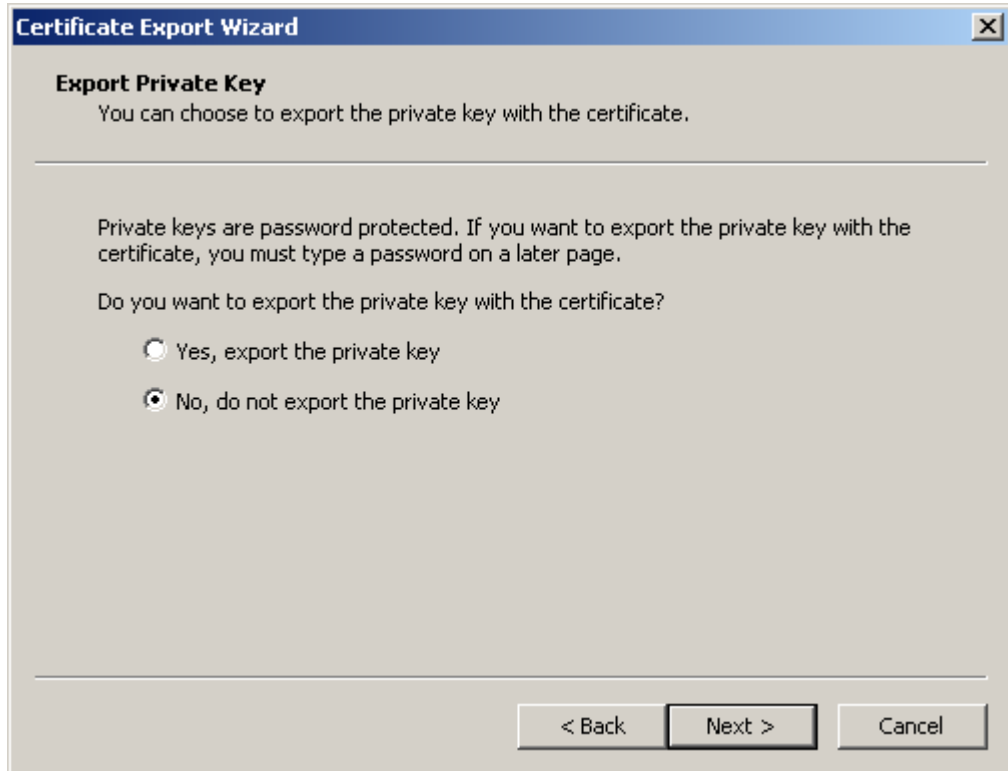 Certificate Export Wizard
Export Private Key
You can choose to export the private key with the certificate.
Private keys are password protected. If you want to export the private key with the
certificate, you must type a password on a later page.
Do you want to export the private key with the certificate?
Yes, export the private key
No, do not export the private key
< Back Next > Cancel